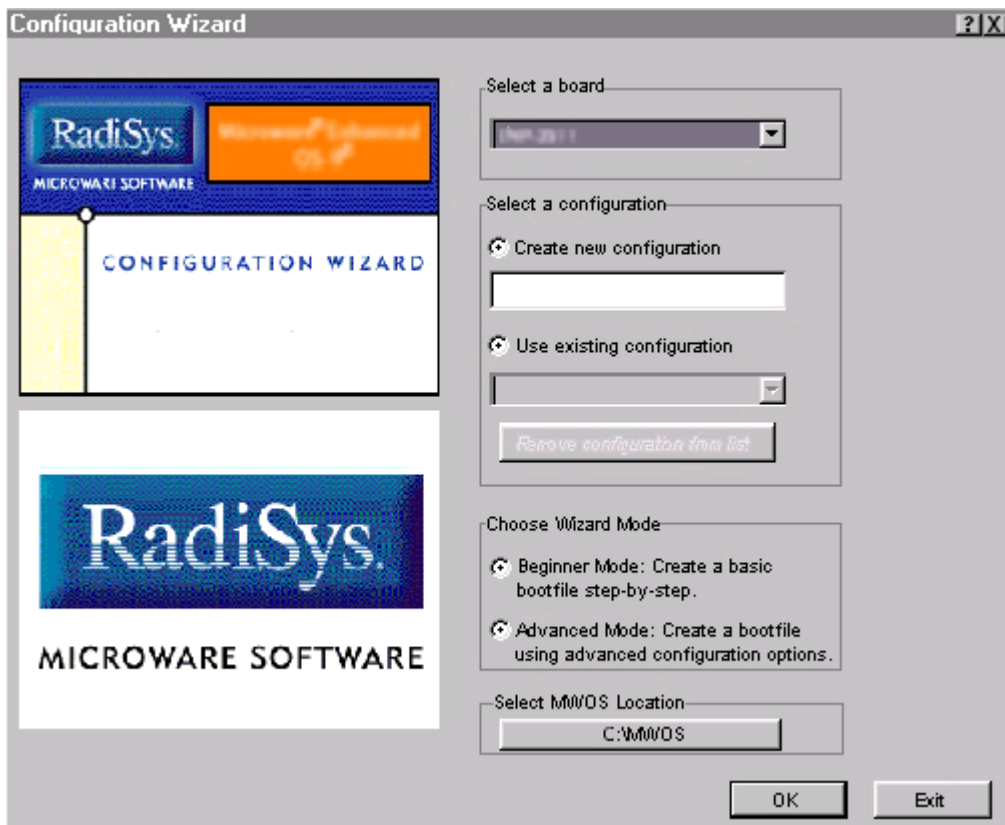 Configuration Wizard
RadiSys.
MICROWARE SOFTWARE
CONFIGURATION WIZARD
RadiSys.
MICROWARE SOFTWARE
Select a board
Select a configuration
Create new configuration
Use existing configuration
Remove configuration from list
Choose Wizard Mode
Beginner Mode: Create a basic
bootfile step-by-step.
Advanced Mode: Create a bootfile
using advanced configuration options.
Select MWOS Location
C:\MWOS
OK
Exit